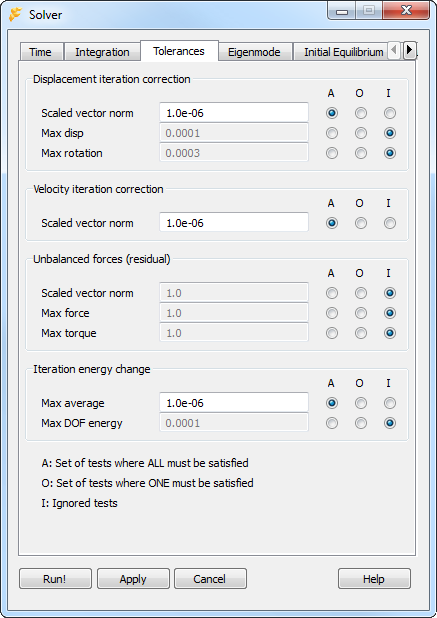 Solver
Time Integration Tolerances Eigenmode Initial Equilibrium
Displacement iteration correction
A O I
Scaled vector norm 1.0e-06
Max disp 0.0001
Max rotation 0.0003
Velocity iteration correction
A O I
Scaled vector norm 1.0e-06
Unbalanced forces (residual)
A O I
Scaled vector norm 1.0
Max force 1.0
Max torque 1.0
Iteration energy change
A O I
Max average 1.0e-06
Max DOF energy 0.0001
A: Set of tests where ALL must be satisfied
O: Set of tests where ONE must be satisfied
I: Ignored tests
Run! Apply Cancel Help